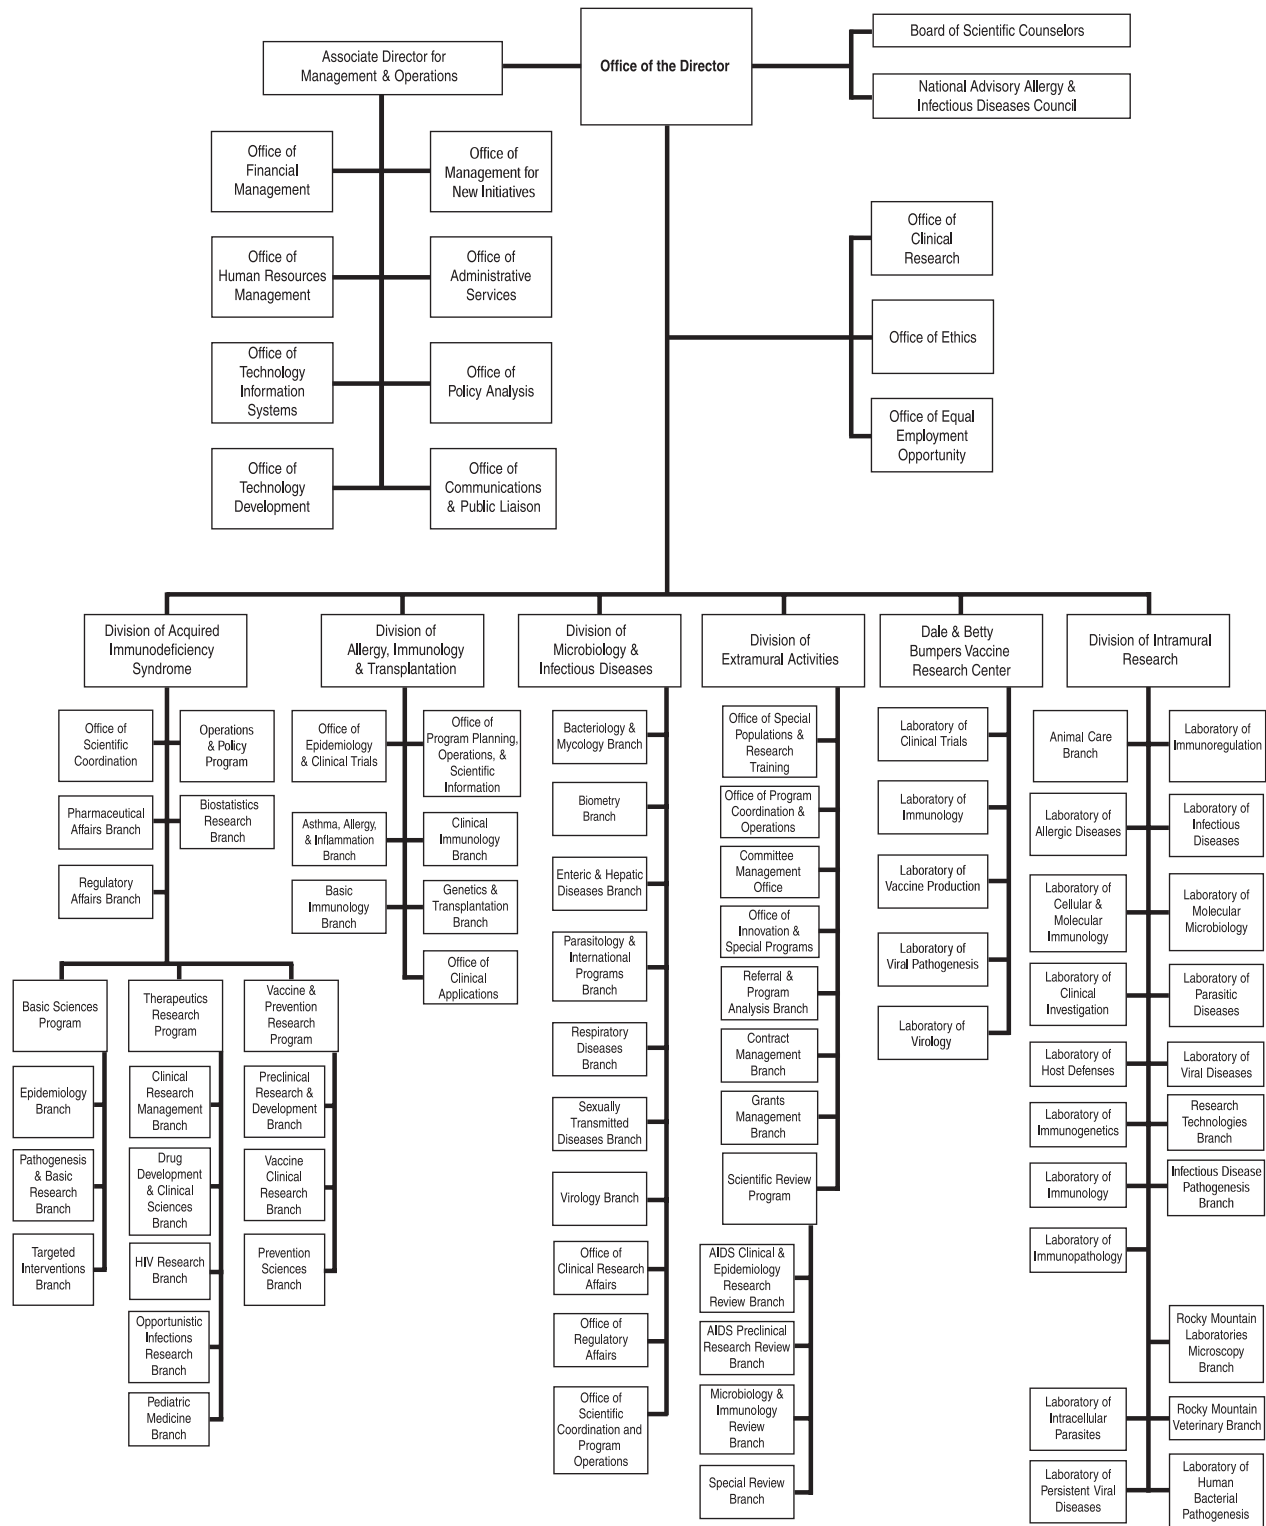 Associate Director for
Management & Operations
Office of the Director
Board of Scientific Counselors
National Advisory Allergy &
Infectious Diseases Council
Office of
Financial
Management
Office of
Management for
New Initiatives
Office of
Human Resources
Management
Office of
Administrative
Services
Office of
Technology
Information
Systems
Office of
Policy Analysis
Office of
Technology
Development
Office of
Communications
& Public Liaison
Office of
Clinical
Research
Office of Ethics
Office of Equal
Employment
Opportunity
Division of Acquired
Immunodeficiency
Syndrome
Office of
Scientific
Coordination
Operations
& Policy
Program
Pharmaceutical
Affairs Branch
Biostatistics
Research
Branch
Regulatory
Affairs Branch
Basic Sciences
Program
Epidemiology
Branch
Pathogenesis
& Basic
Research
Branch
Targeted
Interventions
Branch
Therapeutics
Research
Program
Clinical
Research
Management
Branch
Drug
Development
& Clinical
Sciences
Branch
HIV Research
Branch
Opportunistic
Infections
Research
Branch
Pediatric
Medicine
Branch
Vaccine &
Prevention
Research
Program
Preclinical
Research &
Development
Branch
Vaccine
Clinical
Research
Branch
Prevention
Sciences
Branch
Division of
Allergy, Immunology
& Transplantation
Office of
Epidemiology
& Clinical Trials
Office of
Program Planning,
Operations, &
Scientific
Information
Asthma, Allergy,
& Inflammation
Branch
Clinical
Immunology
Branch
Basic
Immunology
Branch
Genetics &
Transplantation
Branch
Office of
Clinical
Applications
Division of
Microbiology &
Infectious Diseases
Bacteriology &
Mycology Branch
Biometry
Branch
Enteric & Hepatic
Diseases Branch
Parasitology &
International
Programs
Branch
Respiratory
Diseases
Branch
Sexually
Transmitted
Diseases Branch
Virology Branch
Office of
Clinical Research
Affairs
Office of
Regulatory
Affairs
Office of
Scientific
Coordination and
Program
Operations
Division of
Extramural Activities
Office of Special
Populations &
Research
Training
Office of Program
Coordination &
Operations
Committee
Management
Office
Office of
Innovation &
Special Programs
Referral &
Program
Analysis Branch
Contract
Management
Branch
Grants
Management
Branch
Scientific Review
Program
AIDS Clinical &
Epidemiology
Research
Review Branch
AIDS Preclinical
Research Review
Branch
Microbiology &
Immunology
Review
Branch
Special Review
Branch
Dale & Betty
Bumpers Vaccine
Research Center
Laboratory of
Clinical Trials
Laboratory of
Immunology
Laboratory of
Vaccine Production
Laboratory of
Viral Pathogenesis
Laboratory of
Virology
Division of Intramural
Research
Animal Care
Branch
Laboratory of
Immunoregulation
Laboratory of
Allergic Diseases
Laboratory of
Infectious
Diseases
Laboratory of
Cellular &
Molecular
Immunology
Laboratory of
Molecular
Microbiology
Laboratory of
Clinical
Investigation
Laboratory of
Parasitic
Diseases
Laboratory of
Host Defenses
Laboratory of
Viral Diseases
Laboratory of
Immunogenetics
Research
Technologies
Branch
Laboratory of
Immunology
Infectious Disease
Pathogenesis
Branch
Laboratory of
Immunopathology
Rocky Mountain
Laboratories
Microscopy
Branch
Laboratory of
Intracellular
Parasites
Rocky Mountain
Veterinary Branch
Laboratory of
Persistent Viral
Diseases
Laboratory of
Human
Bacterial
Pathogenesis